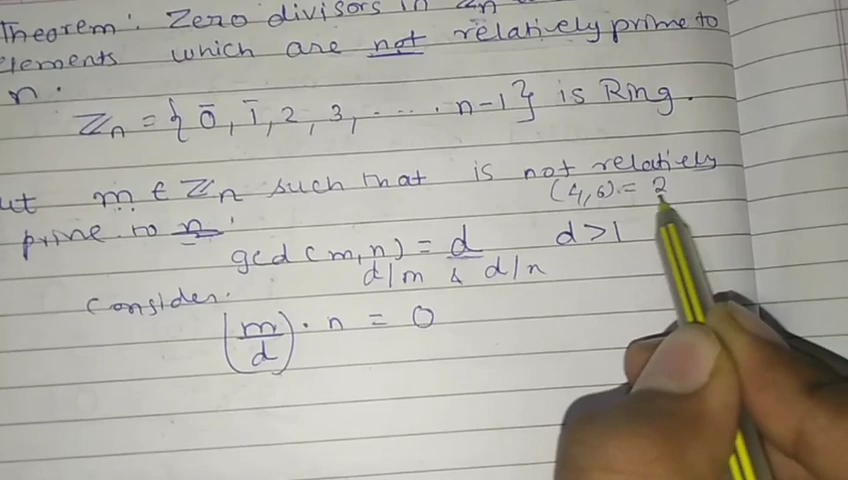 Theorem: Zero divisors in Zn
elements which are not relatively prime to
n.
ℤn = { 0̄, 1̄, 2, 3, .... n-1 } is Ring.
m ∈ ℤn such that is not relatively
(4,6) = 2
prime to n.
gcd(m,n) = d d>1
d/m & d/n
Consider.
(m/d) · n = 0